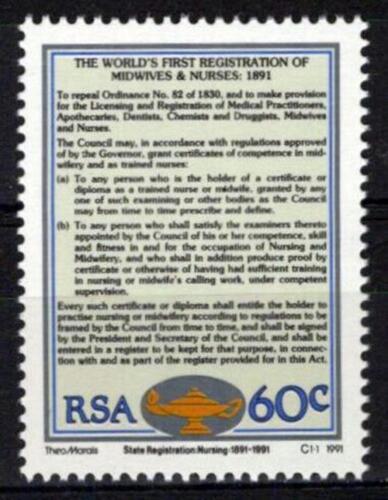 THE WORLD'S FIRST REGISTRATION OF
MIDWIVES & NURSES: 1891
To repeal Ordinance No. 82 of 1830, and to make provision
for the Licensing and Registration of Medical Practitioners,
Apothecaries, Dentists, Chemists and Druggists, Midwives
and Nurses.
The Council may, in accordance with regulations approved
of by the Governor, grant certificates of competence in mid-
wifery and as trained nurses:
(a) To any person who is the holder of a certificate or
diploma as a trained nurse or midwife, granted by any
one of such examining or other bodies as the Council
may from time to time prescribe and define.
(b) To any person who shall satisfy the examiners thereto
appointed by the Council of his or her competence, skill
and fitness in and for the occupation of Nursing and
Midwifery, and who shall in addition produce proof by
certificate or otherwise of having had sufficient training
in nursing or midwife's calling work, under competent
supervision.
Every such certificate or diploma shall entitle the holder to
practise nursing or midwifery according to regulations to be
framed by the Council from time to time, and shall be signed
by the President and Secretary of the Council, and shall be
entered in a register to be kept for that purpose, in connec-
tion with and as part of the register provided for in this Act.
RSA 60c
Theo Marais State Registration Nursing 1891-1991 C1-1 1991